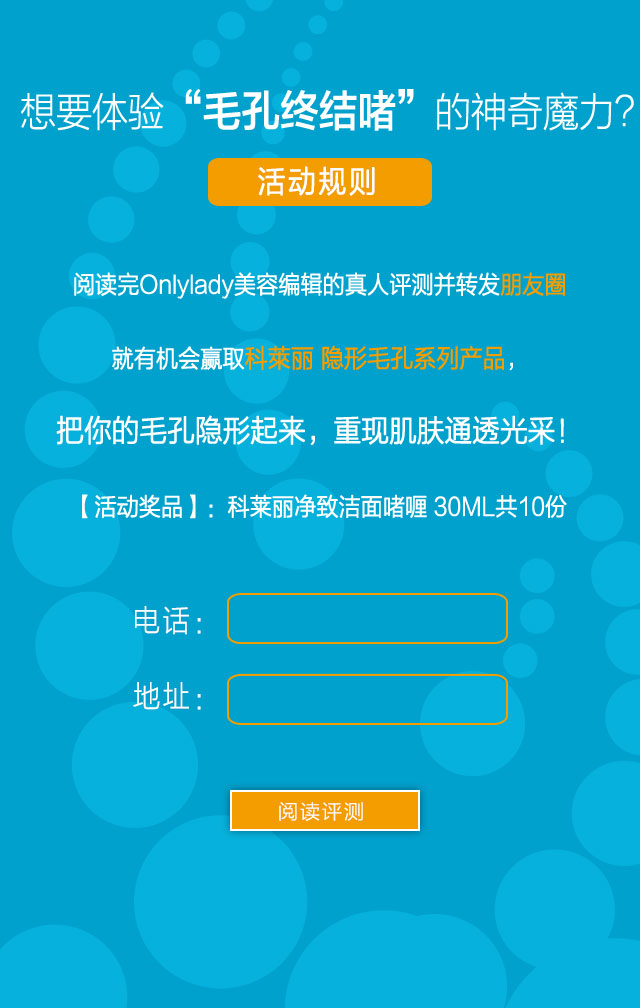 想要体验“毛孔终结啫”的神奇魔力？
活动规则
阅读完Onlylady美容编辑的真人评测并转发朋友圈
就有机会赢取科莱丽 隐形毛孔系列产品，
把你的毛孔隐形起来，重现肌肤通透光采！
【活动奖品】：科莱丽净致洁面啫喱 30ML共10份
电话：
地址：
阅读评测